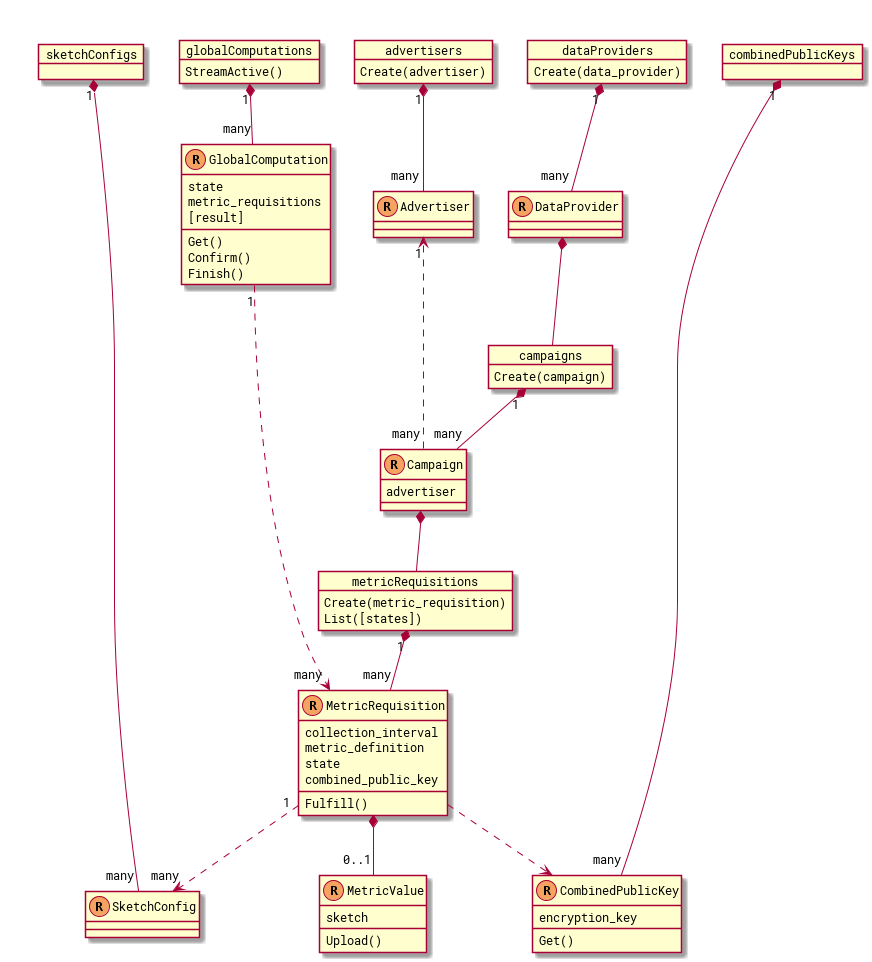 sketchConfigs
globalComputations
StreamActive()
advertisers
Create(advertiser)
dataProviders
Create(data_provider)
combinedPublicKeys
1
1
1
1
1
many
many
many
R GlobalComputation
state
metric_requisitions
[result]
Get()
Confirm()
Finish()
R Advertiser
R DataProvider
1
1
campaigns
Create(campaign)
1
many
many
R Campaign
advertiser
metricRequisitions
Create(metric_requisition)
List([states])
1
many
many
R MetricRequisition
collection_interval
metric_definition
state
combined_public_key
Fulfill()
1
0..1
many
many
many
R SketchConfig
R MetricValue
sketch
Upload()
R CombinedPublicKey
encryption_key
Get()